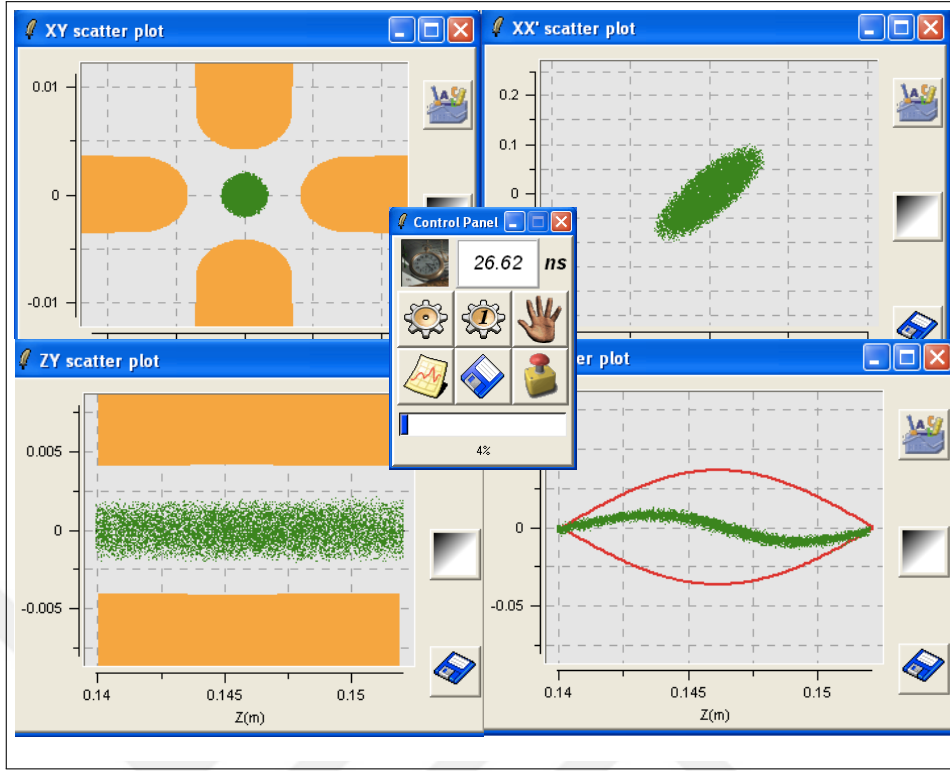 XY scatter plot
0.01
0
-0.01
XX' scatter plot
0.2
0.1
0
Control Panel
26.62 ns
1
4%
ZY scatter plot
0.005
0
-0.005
0.14 0.145 0.15
Z(m)
er plot
0
-0.05
0.14 0.145 0.15
Z(m)